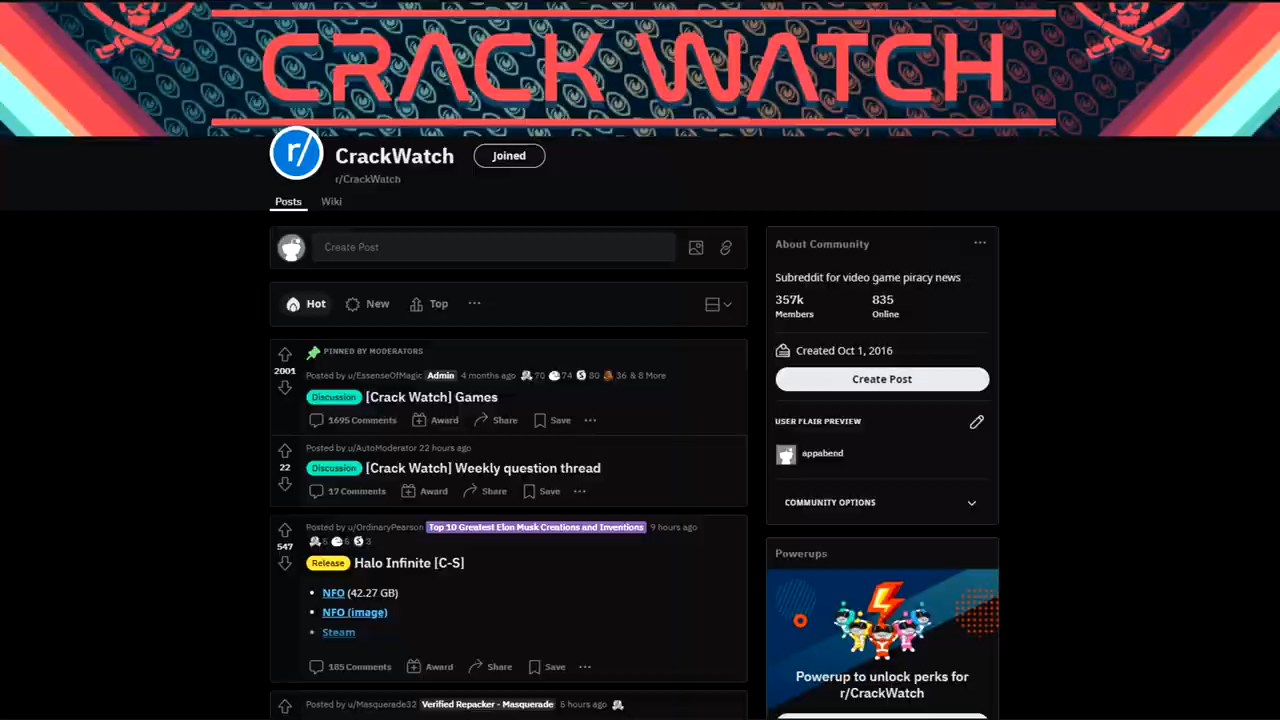 CRACK WATCH
r/
CrackWatch
Joined
r/CrackWatch
Posts
Wiki
Create Post
Hot
New
Top
PINNED BY MODERATORS
2001
Posted by u/EssenseOfMagic Admin 4 months ago 70 74 80 36 & 8 More
Discussion [Crack Watch] Games
1695 Comments Award Share Save
Posted by u/AutoModerator 22 hours ago
22
Discussion [Crack Watch] Weekly question thread
17 Comments Award Share Save
Posted by u/OrdinaryPearson Top 10 Greatest Elon Musk Creations and Inventions 9 hours ago
5 6 3
547
Release Halo Infinite [C-S]
NFO (42.27 GB)
NFO (image)
Steam
185 Comments Award Share Save
Posted by u/Masquerade32 Verified Repacker - Masquerade 5 hours ago
About Community
Subreddit for video game piracy news
357k 835
Members Online
Created Oct 1, 2016
Create Post
USER FLAIR PREVIEW
appabend
COMMUNITY OPTIONS
Powerups
Powerup to unlock perks for
r/CrackWatch